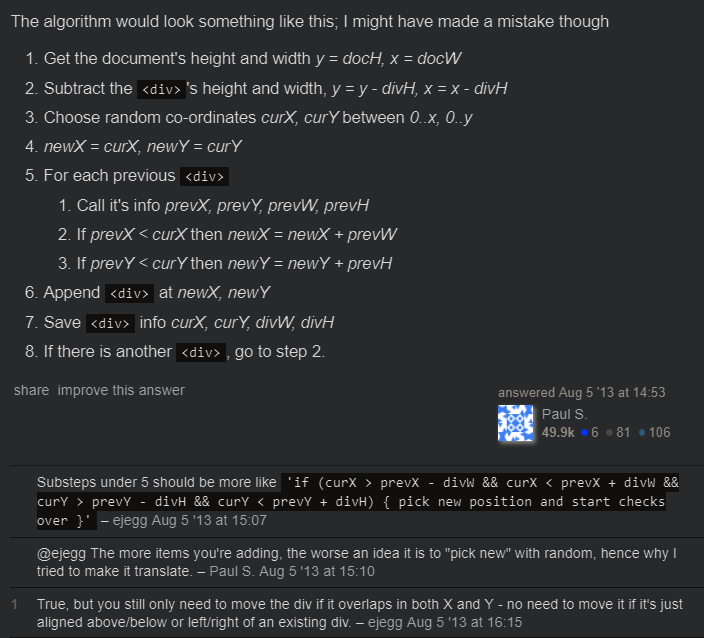 The algorithm would look something like this; I might have made a mistake though
1. Get the document's height and width y = docH, x = docW
2. Subtract the <div>'s height and width, y = y - divH, x = x - divH
3. Choose random co-ordinates curX, curY between 0..x, 0..y
4. newX = curX, newY = curY
5. For each previous <div>
1. Call it's info prevX, prevY, prevW, prevH
2. If prevX < curX then newX = newX + prevW
3. If prevY < curY then newY = newY + prevH
6. Append <div> at newX, newY
7. Save <div> info curX, curY, divW, divH
8. If there is another <div>, go to step 2.
share improve this answer
answered Aug 5 '13 at 14:53
Paul S.
49.9k 6 81 106
Substeps under 5 should be more like 'if (curX > prevX - divW && curX < prevX + divW &&
curY > prevY - divH && curY < prevY + divH) { pick new position and start checks
over }' – ejegg Aug 5 '13 at 15:07
@ejegg The more items you're adding, the worse an idea it is to "pick new" with random, hence why I
tried to make it translate. – Paul S. Aug 5 '13 at 15:10
1 True, but you still only need to move the div if it overlaps in both X and Y - no need to move it if it's just
aligned above/below or left/right of an existing div. – ejegg Aug 5 '13 at 16:15